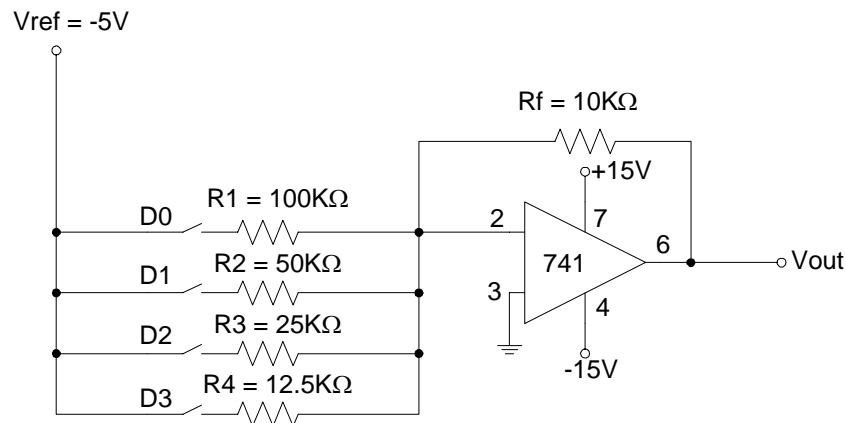 Vref = -5V
Rf = 10KΩ
+15V
R1 = 100KΩ
D0
2
7
6
R2 = 50KΩ
D1
741
Vout
3
4
R3 = 25KΩ
D2
-15V
R4 = 12.5KΩ
D3